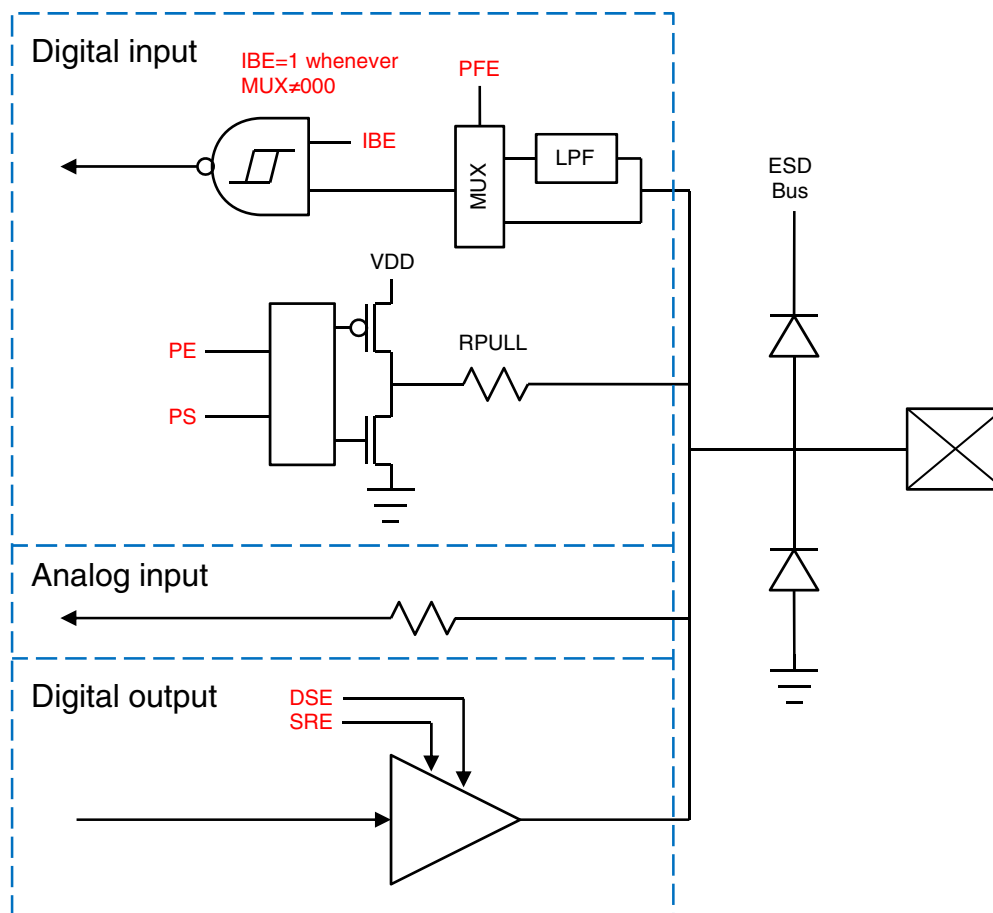 Digital input
IBE=1 whenever
MUX≠000
PFE
IBE
MUX
LPF
ESD
Bus
VDD
PE
RPULL
PS
Analog input
Digital output
DSE
SRE